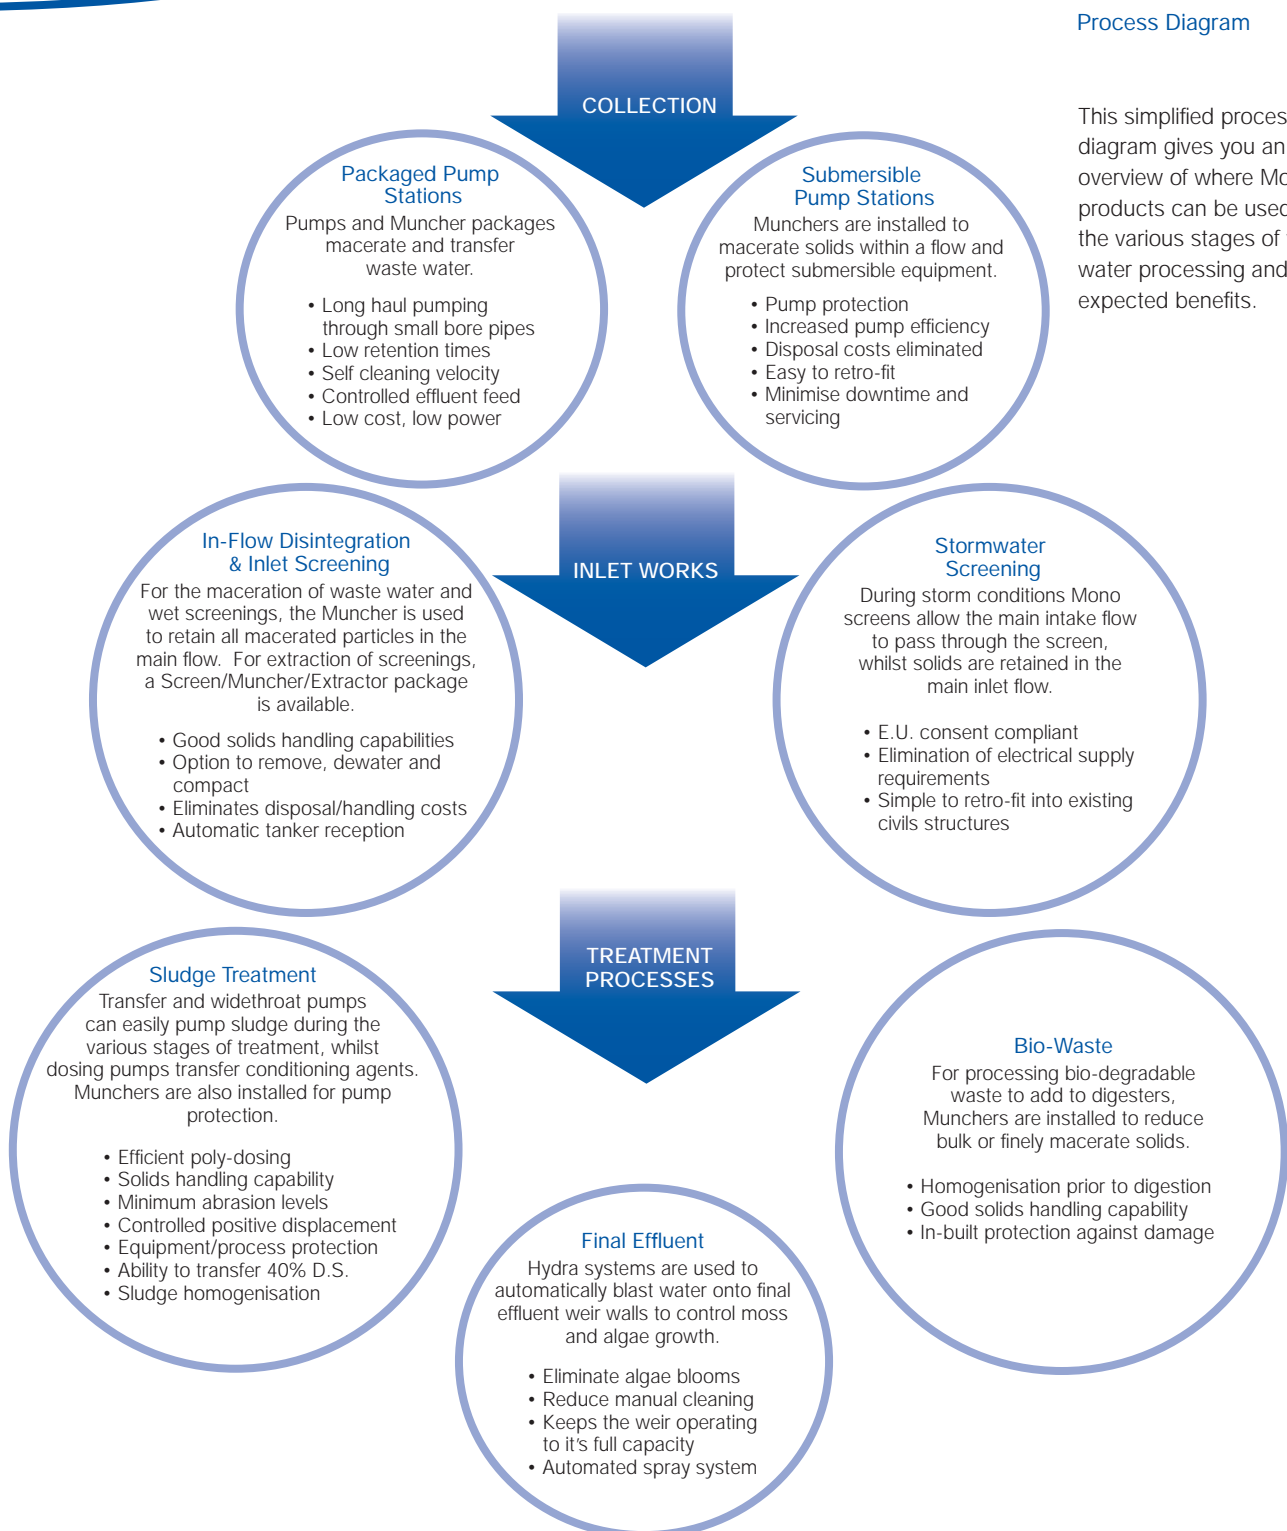 Process Diagram
This simplified proces
diagram gives you an
overview of where Mo
products can be used
the various stages of
water processing and
expected benefits.
COLLECTION
Packaged Pump
Stations
Pumps and Muncher packages
macerate and transfer
waste water.
• Long haul pumping
through small bore pipes
• Low retention times
• Self cleaning velocity
• Controlled effluent feed
• Low cost, low power
Submersible
Pump Stations
Munchers are installed to
macerate solids within a flow and
protect submersible equipment.
• Pump protection
• Increased pump efficiency
• Disposal costs eliminated
• Easy to retro-fit
• Minimise downtime and
servicing
INLET WORKS
In-Flow Disintegration
& Inlet Screening
For the maceration of waste water and
wet screenings, the Muncher is used
to retain all macerated particles in the
main flow. For extraction of screenings,
a Screen/Muncher/Extractor package
is available.
• Good solids handling capabilities
• Option to remove, dewater and
compact
• Eliminates disposal/handling costs
• Automatic tanker reception
Stormwater
Screening
During storm conditions Mono
screens allow the main intake flow
to pass through the screen,
whilst solids are retained in the
main inlet flow.
• E.U. consent compliant
• Elimination of electrical supply
requirements
• Simple to retro-fit into existing
civils structures
TREATMENT
PROCESSES
Sludge Treatment
Transfer and widethroat pumps
can easily pump sludge during the
various stages of treatment, whilst
dosing pumps transfer conditioning agents.
Munchers are also installed for pump
protection.
• Efficient poly-dosing
• Solids handling capability
• Minimum abrasion levels
• Controlled positive displacement
• Equipment/process protection
• Ability to transfer 40% D.S.
• Sludge homogenisation
Final Effluent
Hydra systems are used to
automatically blast water onto final
effluent weir walls to control moss
and algae growth.
• Eliminate algae blooms
• Reduce manual cleaning
• Keeps the weir operating
to it's full capacity
• Automated spray system
Bio-Waste
For processing bio-degradable
waste to add to digesters,
Munchers are installed to reduce
bulk or finely macerate solids.
• Homogenisation prior to digestion
• Good solids handling capability
• In-built protection against damage